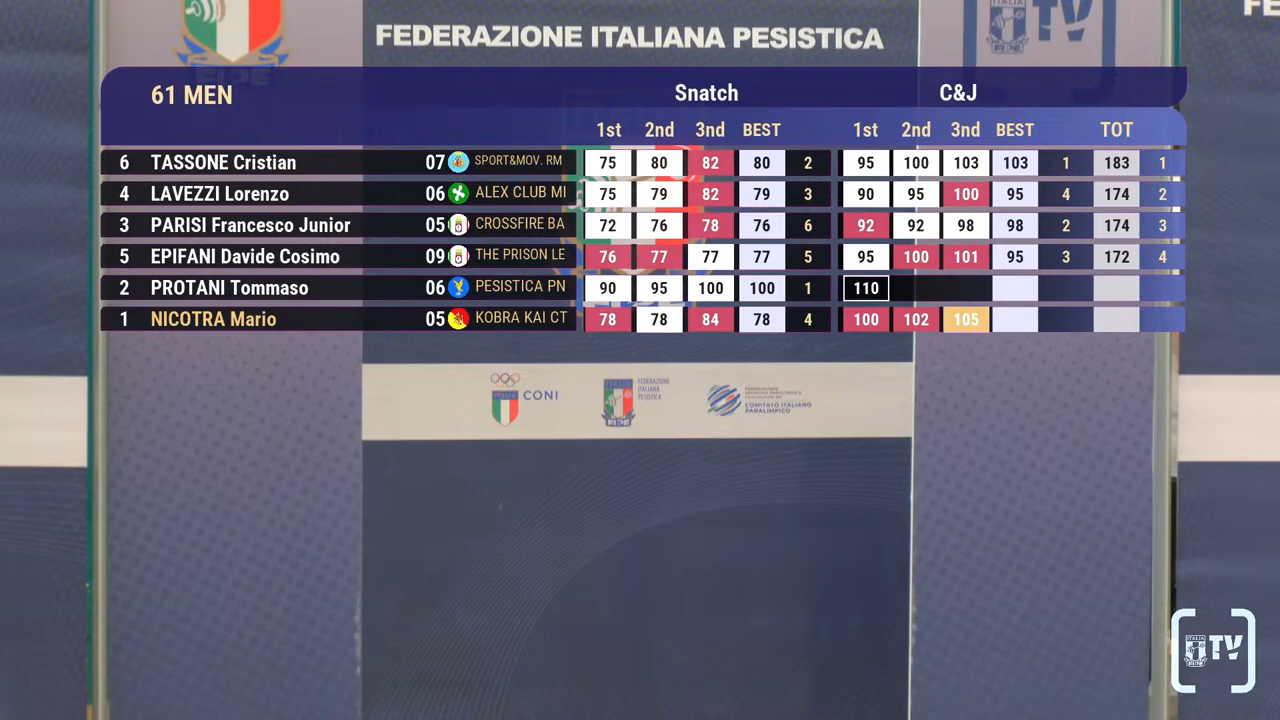 FEDERAZIONE ITALIANA PESISTICA
FE
TV
FIPE
61 MEN Snatch C&J
1st 2nd 3nd BEST 1st 2nd 3nd BEST TOT
6 TASSONE Cristian 07 SPORT&MOV. RM 75 80 82 80 2 95 100 103 103 1 183 1
4 LAVEZZI Lorenzo 06 ALEX CLUB MI 75 79 82 79 3 90 95 100 95 4 174 2
3 PARISI Francesco Junior 05 CROSSFIRE BA 72 76 78 76 6 92 92 98 98 2 174 3
5 EPIFANI Davide Cosimo 09 THE PRISON LE 76 77 77 77 5 95 100 101 95 3 172 4
2 PROTANI Tommaso 06 PESISTICA PN 90 95 100 100 1 110
1 NICOTRA Mario 05 KOBRA KAI CT 78 78 84 78 4 100 102 105
CONI
ITALIA
FEDERAZIONE
ITALIANA
PESISTICA
COMITATO ITALIANO
PARALIMPICO
ITALIA
TV